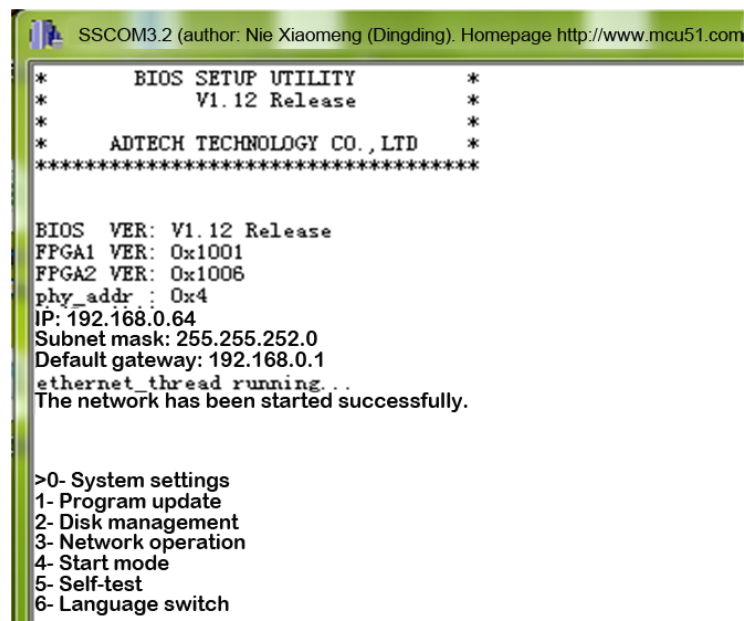 SSCOM3.2 (author: Nie Xiaomeng (Dingding). Homepage http://www.mcu51.com
* BIOS SETUP UTILITY *
* V1.12 Release *
* *
* ADTECH TECHNOLOGY CO.,LTD *
************************************
BIOS VER: V1.12 Release
FPGA1 VER: 0x1001
FPGA2 VER: 0x1006
phy_addr : 0x4
IP: 192.168.0.64
Subnet mask: 255.255.252.0
Default gateway: 192.168.0.1
ethernet_thread running...
The network has been started successfully.
>0- System settings
1- Program update
2- Disk management
3- Network operation
4- Start mode
5- Self-test
6- Language switch